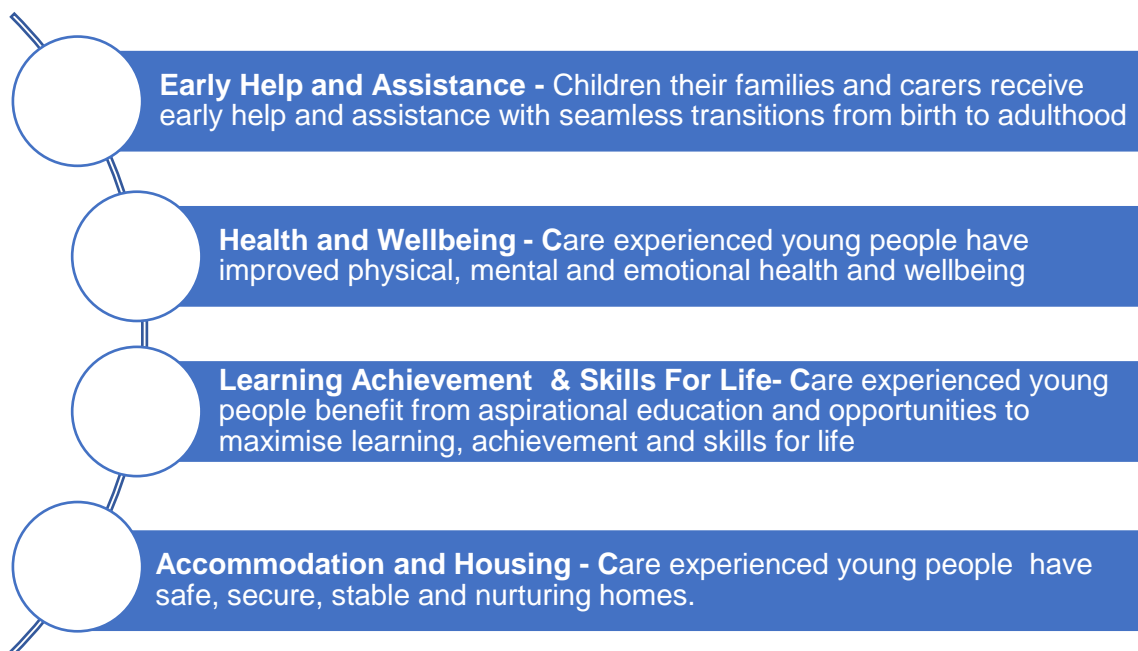 Early Help and Assistance - Children their families and carers receive
early help and assistance with seamless transitions from birth to adulthood
Health and Wellbeing - Care experienced young people have
improved physical, mental and emotional health and wellbeing
Learning Achievement  & Skills For Life- Care experienced young
people benefit from aspirational education and opportunities to
maximise learning, achievement and skills for life
Accommodation and Housing - Care experienced young people  have
safe, secure, stable and nurturing homes.